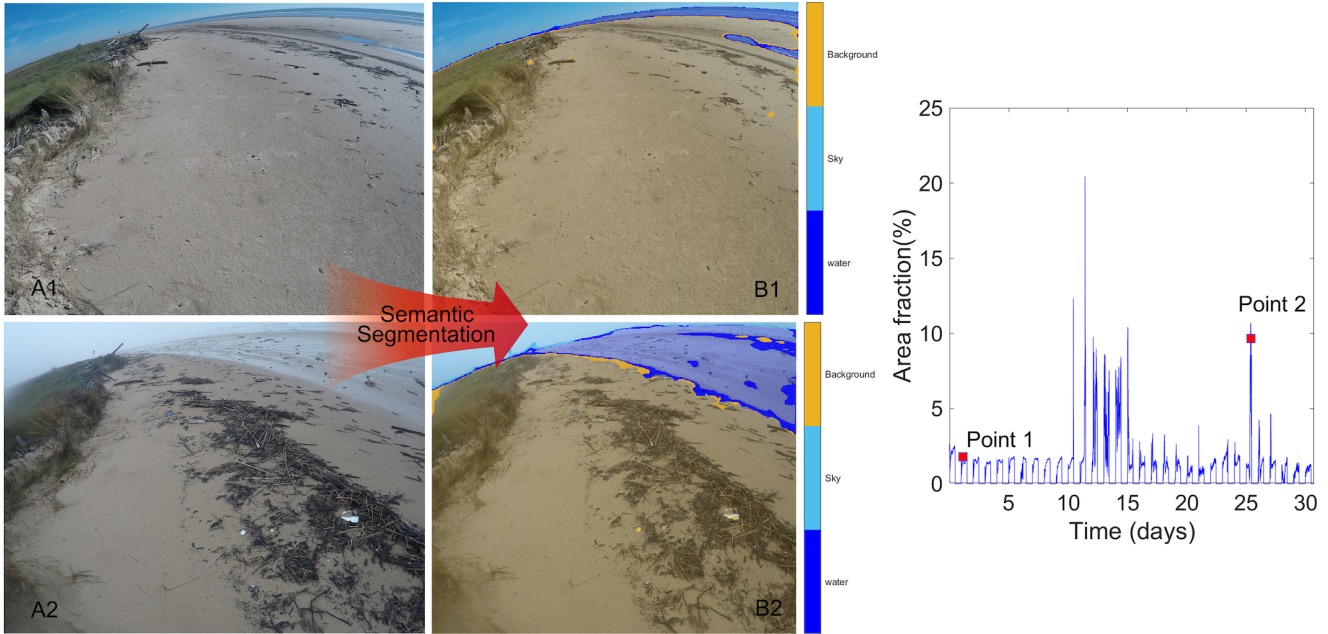 A1
B1
Background
Sky
water
Semantic
Segmentation
A2
B2
Background
Sky
water
25
20
15
10
5
0
Area fraction(%)
Point 1
Point 2
5
10
15
20
25
30
Time (days)